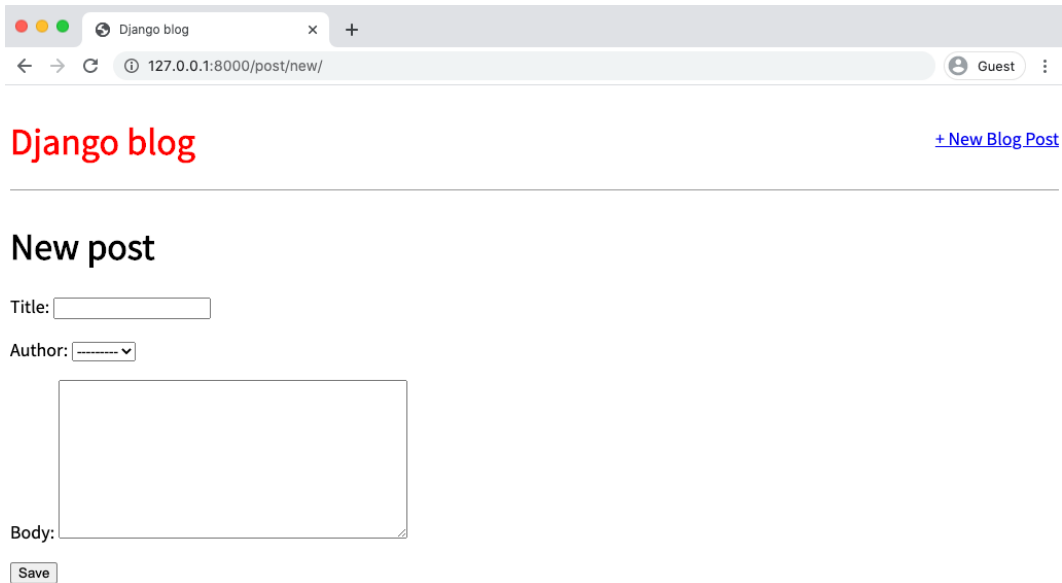 Django blog
127.0.0.1:8000/post/new/
Guest
Django blog
+ New Blog Post
New post
Title:
Author: ---------
Body:
Save